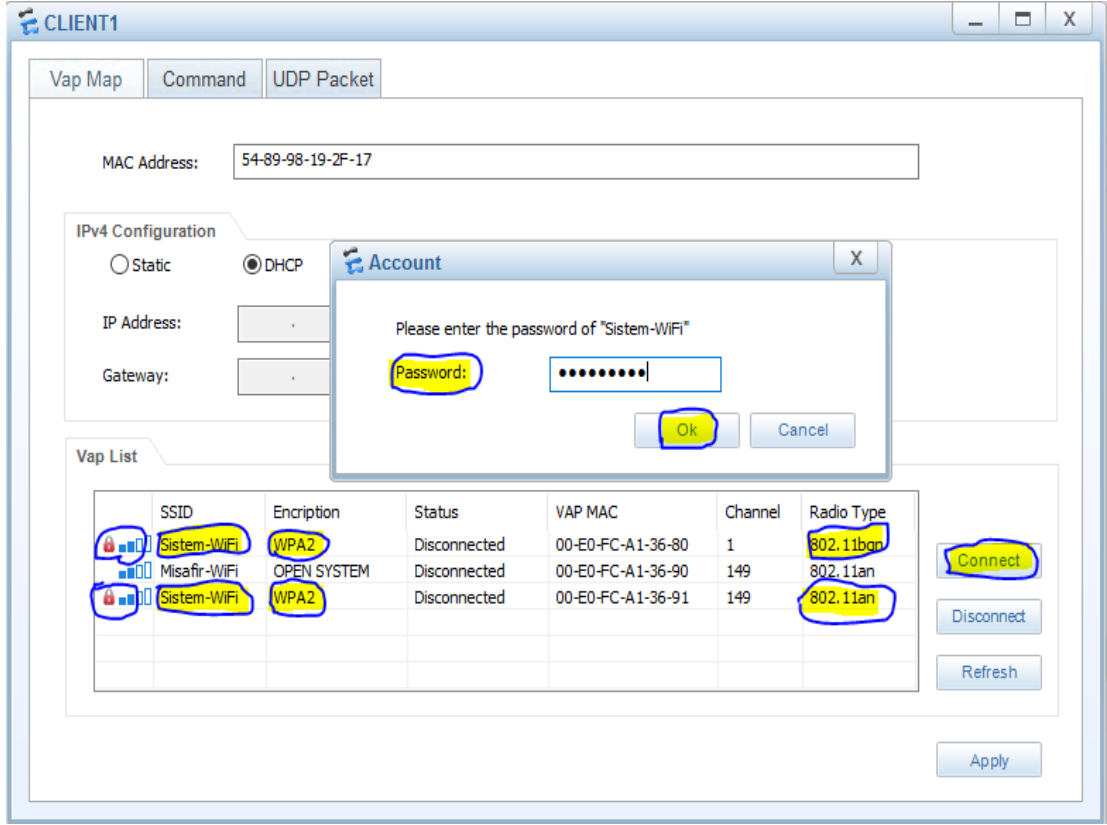 CLIENT1
Vap Map Command UDP Packet
MAC Address: 54-89-98-19-2F-17
IPv4 Configuration
Static DHCP
Account X
IP Address:
Please enter the password of "Sistem-WiFi"
Gateway:
Password: •••••••••
Ok Cancel
Vap List
SSID Encription Status VAP MAC Channel Radio Type
Sistem-WiFi WPA2 Disconnected 00-E0-FC-A1-36-80 1 802.11bgn
Misafir-WiFi OPEN SYSTEM Disconnected 00-E0-FC-A1-36-90 149 802.11an
Sistem-WiFi WPA2 Disconnected 00-E0-FC-A1-36-91 149 802.11an
Connect
Disconnect
Refresh
Apply